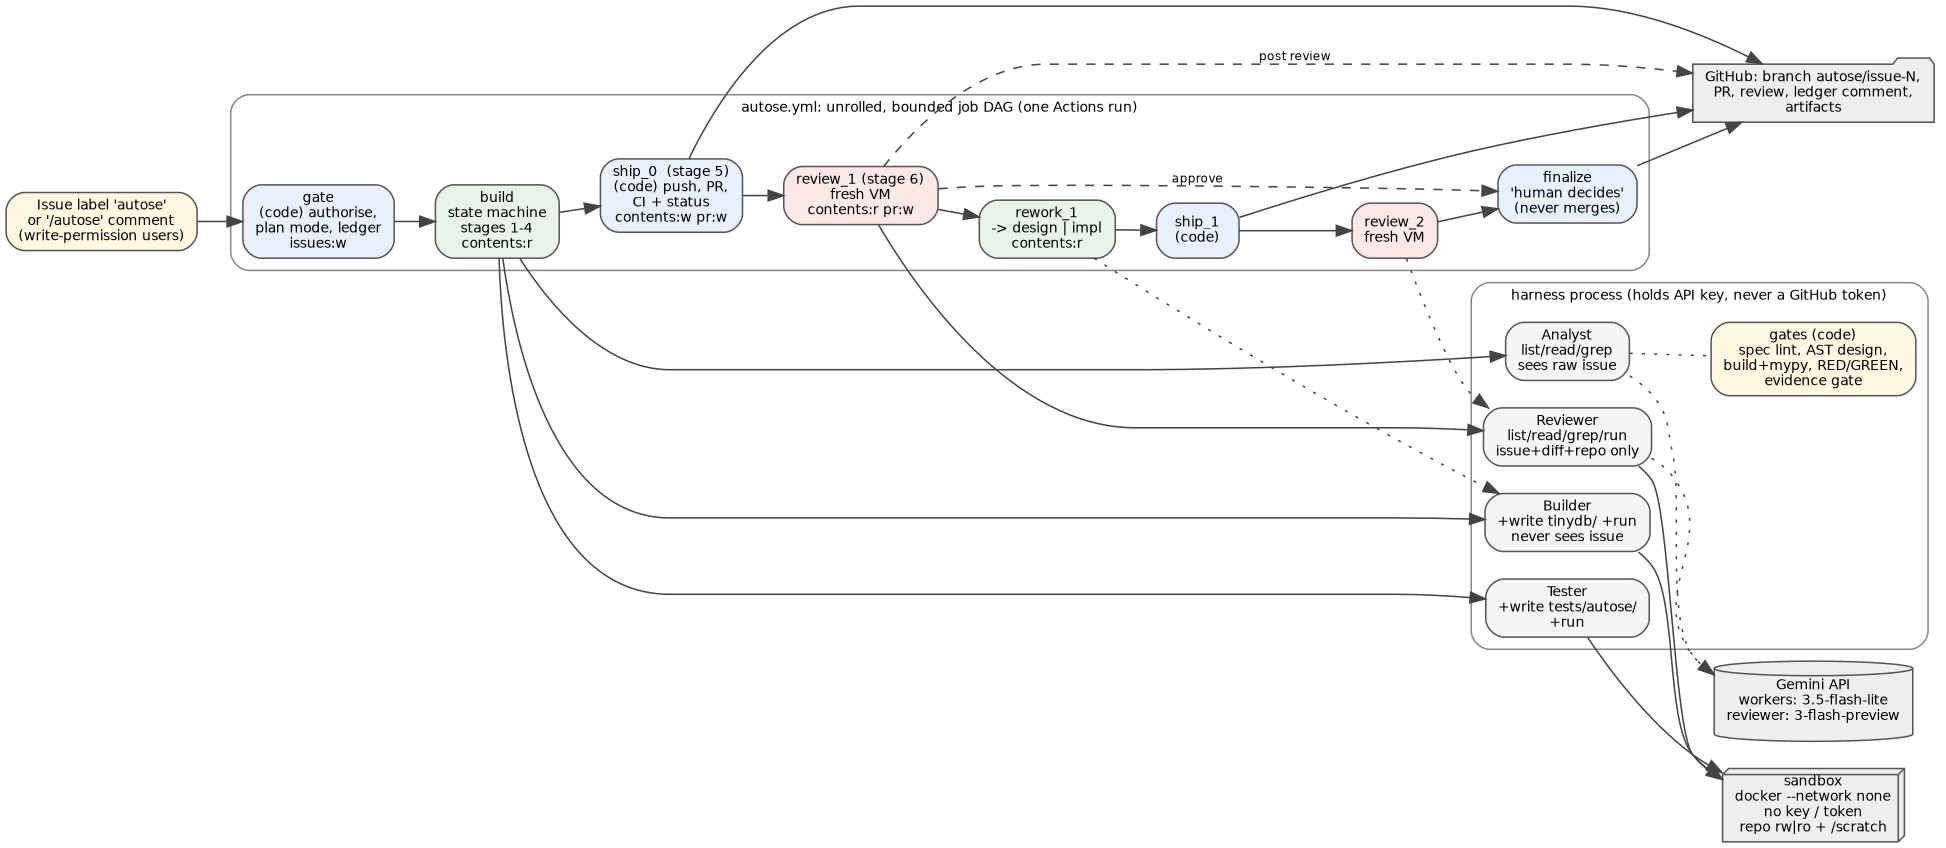 post review
GitHub: branch autose/issue-N,
PR, review, ledger comment,
artifacts
autose.yml: unrolled, bounded job DAG (one Actions run)
Issue label 'autose'
or '/autose' comment
(write-permission users)
gate
(code) authorise,
plan mode, ledger
issues:w
build
state machine
stages 1-4
contents:r
ship_0  (stage 5)
(code) push, PR,
CI + status
contents:w pr:w
review_1 (stage 6)
fresh VM
contents:r pr:w
approve
rework_1
-> design | impl
contents:r
ship_1
(code)
review_2
fresh VM
finalize
'human decides'
(never merges)
harness process (holds API key, never a GitHub token)
Analyst
list/read/grep
sees raw issue
gates (code)
spec lint, AST design,
build+mypy, RED/GREEN,
evidence gate
Reviewer
list/read/grep/run
issue+diff+repo only
Builder
+write tinydb/ +run
never sees issue
Tester
+write tests/autose/
+run
Gemini API
workers: 3.5-flash-lite
reviewer: 3-flash-preview
sandbox
docker --network none
no key / token
repo rw|ro + /scratch